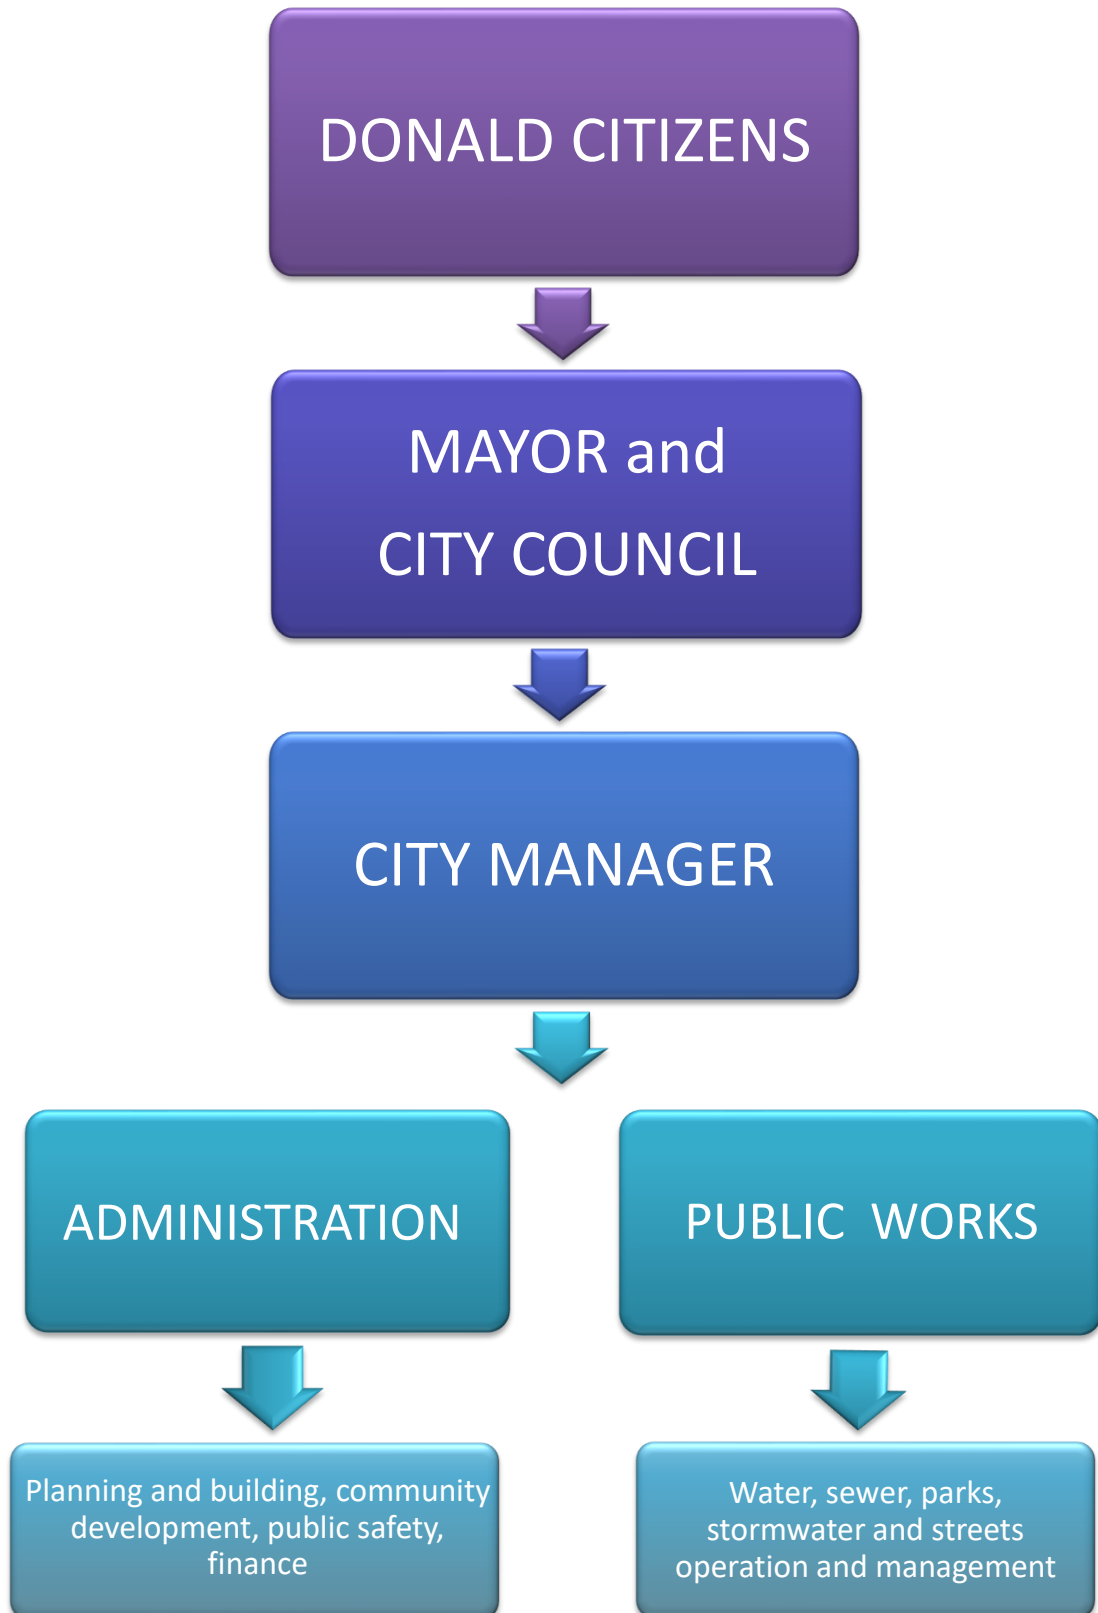 DONALD CITIZENS
MAYOR and
CITY COUNCIL
CITY MANAGER
ADMINISTRATION
PUBLIC  WORKS
Planning and building, community
development, public safety,
finance
Water, sewer, parks,
stormwater and streets
operation and management